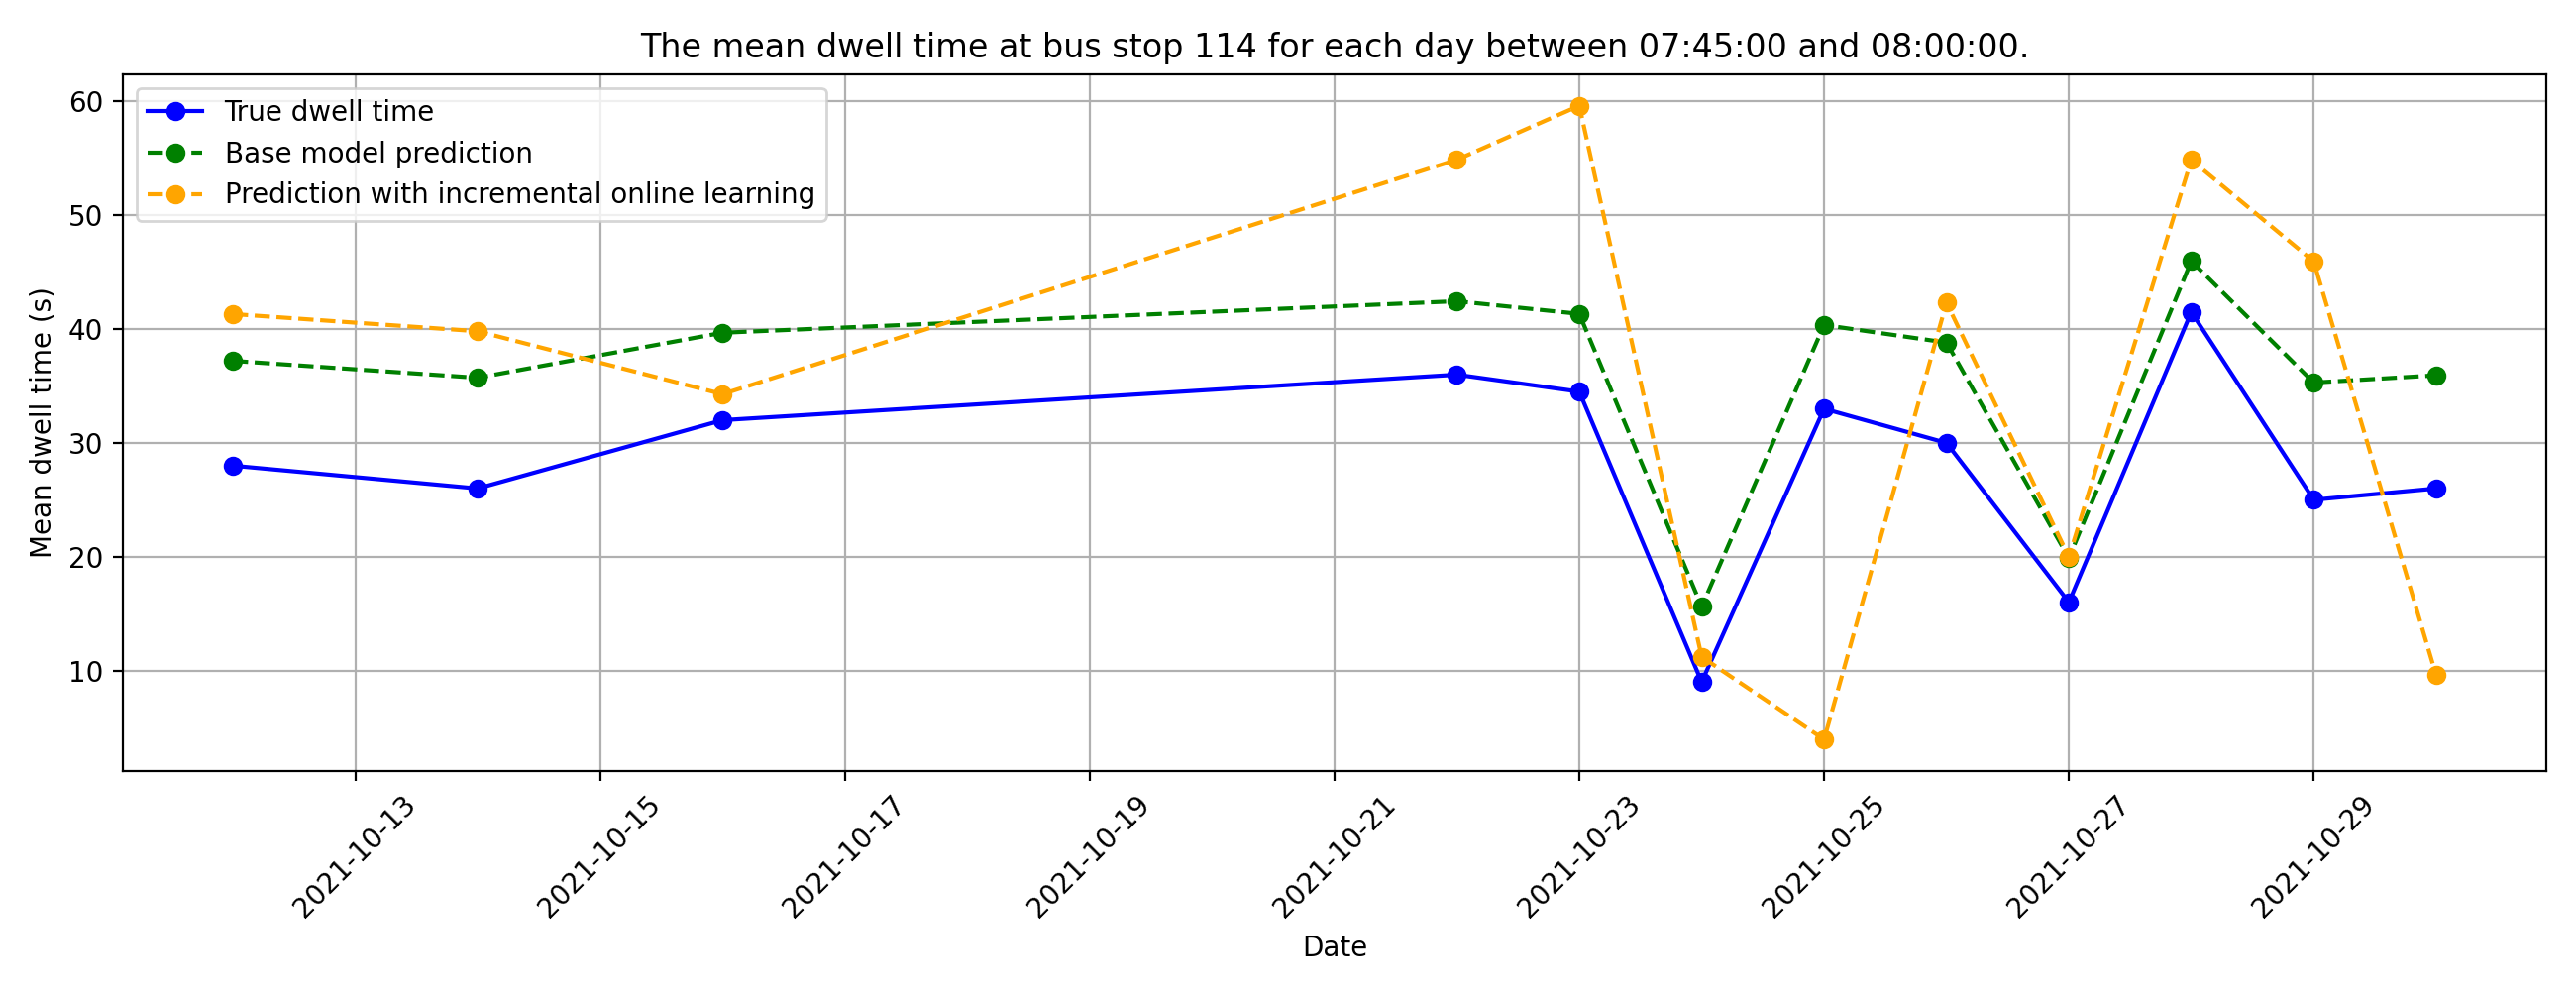 The mean dwell time at bus stop 114 for each day between 07:45:00 and 08:00:00.
True dwell time
Base model prediction
Prediction with incremental online learning
Mean dwell time (s)
60
50
40
30
20
10
2021-10-13
2021-10-15
2021-10-17
2021-10-19
2021-10-21
2021-10-23
2021-10-25
2021-10-27
2021-10-29
Date